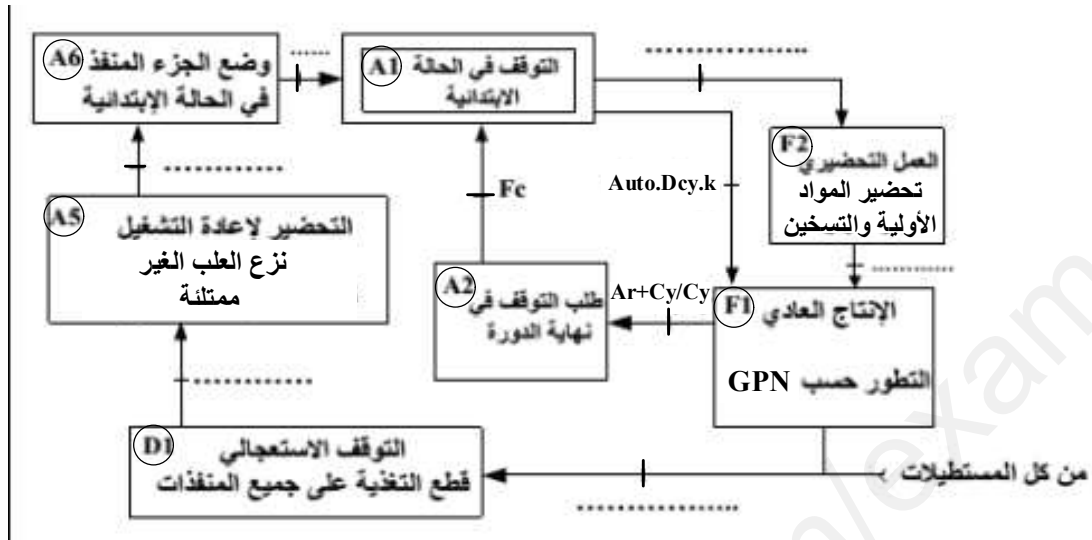 A6
وضع الجزء المنفذ
في الحالة الإبتدائية
......
A1
التوقف في الحالة
الابتدائية
..................
F2
العمل التحضيري
تحضير المواد
الأولية والتسخين
Auto.Dcy.k
Fc
...............
A5
التحضير لإعادة التشغيل
نزع العلب الغير
ممتلئة
A2
طلب التوقف في
نهاية الدورة
Ar+Cy/Cy
............
F1
الإنتاج العادي
التطور حسب GPN
...............
D1
التوقف الاستعجالي
قطع التغذية على جميع المنفذات
من كل المستطيلات
..................
/exam